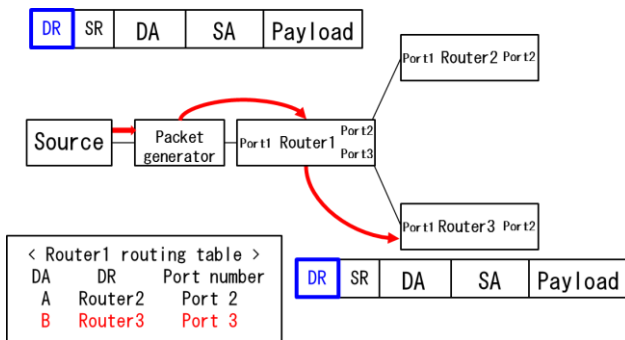 DR SR DA SA Payload
Port1 Router2 Port2
Source
Packet
generator
Port1 Router1
Port2
Port3
Port1 Router3 Port2
< Router1 routing table >
DA DR Port number
A Router2 Port 2
B Router3 Port 3
DR SR DA SA Payload